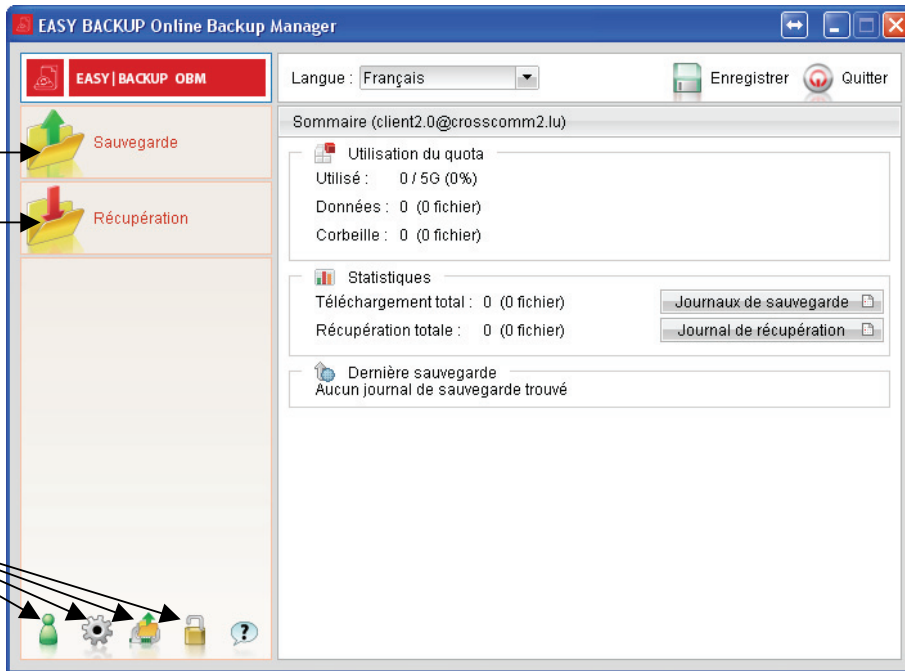 EASY BACKUP Online Backup Manager
EASY|BACKUP OBM
Langue : Français
Enregistrer
Quitter
Sauvegarde
Récupération
Sommaire (client2.0@crosscomm2.lu)
Utilisation du quota
Utilisé : 0 / 5G (0%)
Données : 0 (0 fichier)
Corbeille : 0 (0 fichier)
Statistiques
Téléchargement total : 0 (0 fichier)
Journaux de sauvegarde
Récupération totale : 0 (0 fichier)
Journal de récupération
Dernière sauvegarde
Aucun journal de sauvegarde trouvé
?